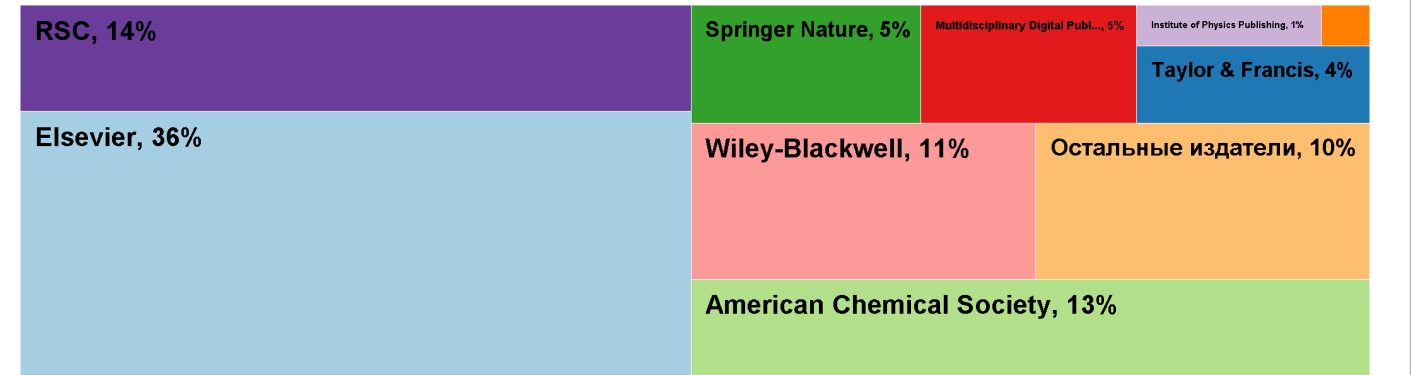 RSC, 14%
Elsevier, 36%
Springer Nature, 5%
Multidisciplinary Digital Publ..., 5%
Institute of Physics Publishing, 1%
Taylor & Francis, 4%
Wiley-Blackwell, 11%
Остальные издатели, 10%
American Chemical Society, 13%